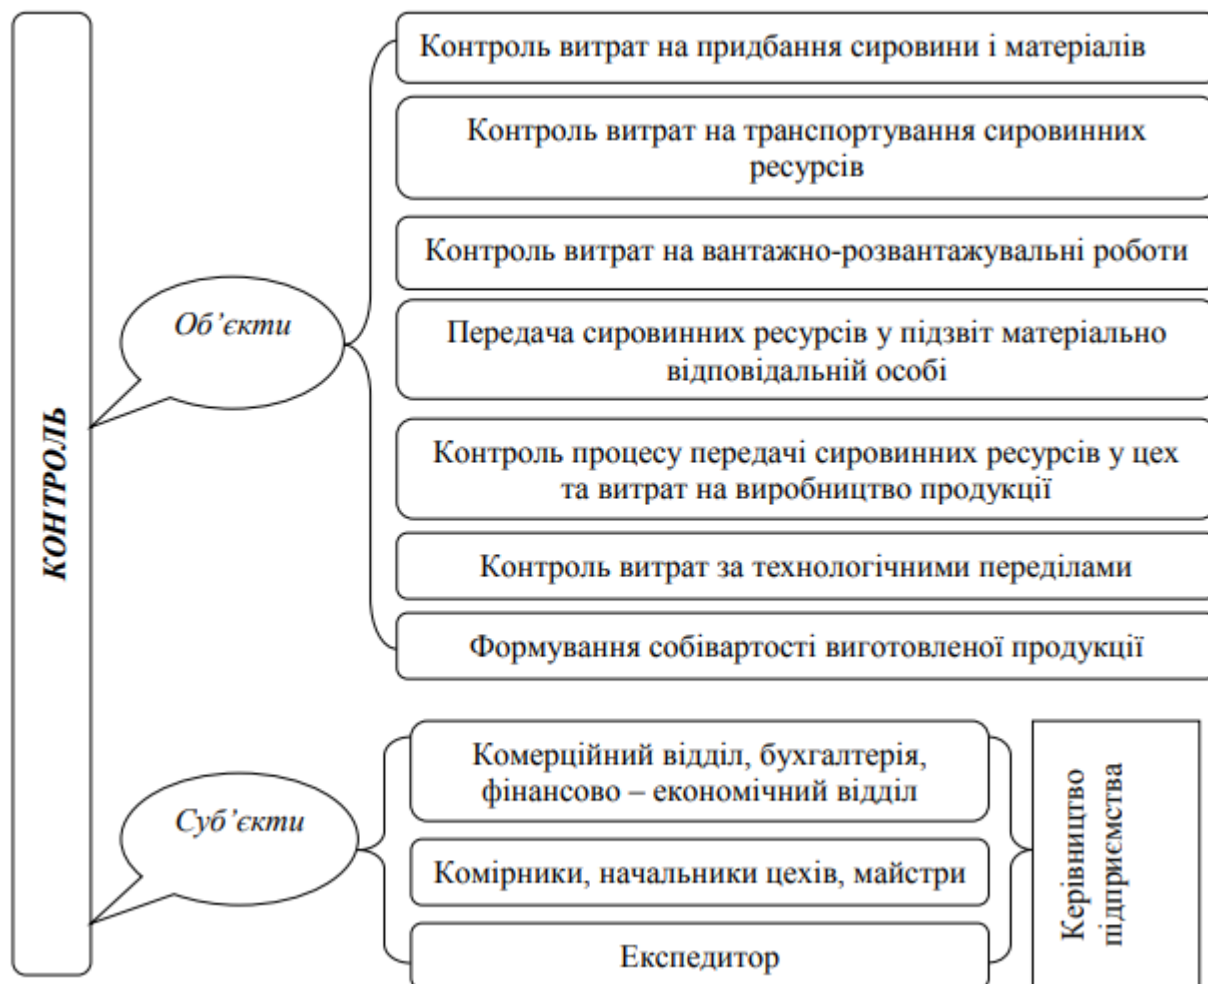 КОНТРОЛЬ
Об’єкти
Контроль витрат на придбання сировини і матеріалів
Контроль витрат на транспортування сировинних
ресурсів
Контроль витрат на вантажно-розвантажувальні роботи
Передача сировинних ресурсів у підзвіт матеріально
відповідальній особі
Контроль процесу передачі сировинних ресурсів у цех
та витрат на виробництво продукції
Контроль витрат за технологічними переділами
Формування собівартості виготовленої продукції
Суб’єкти
Комерційний відділ, бухгалтерія,
фінансово – економічний відділ
Комірники, начальники цехів, майстри
Експедитор
Керівництво
підприємства